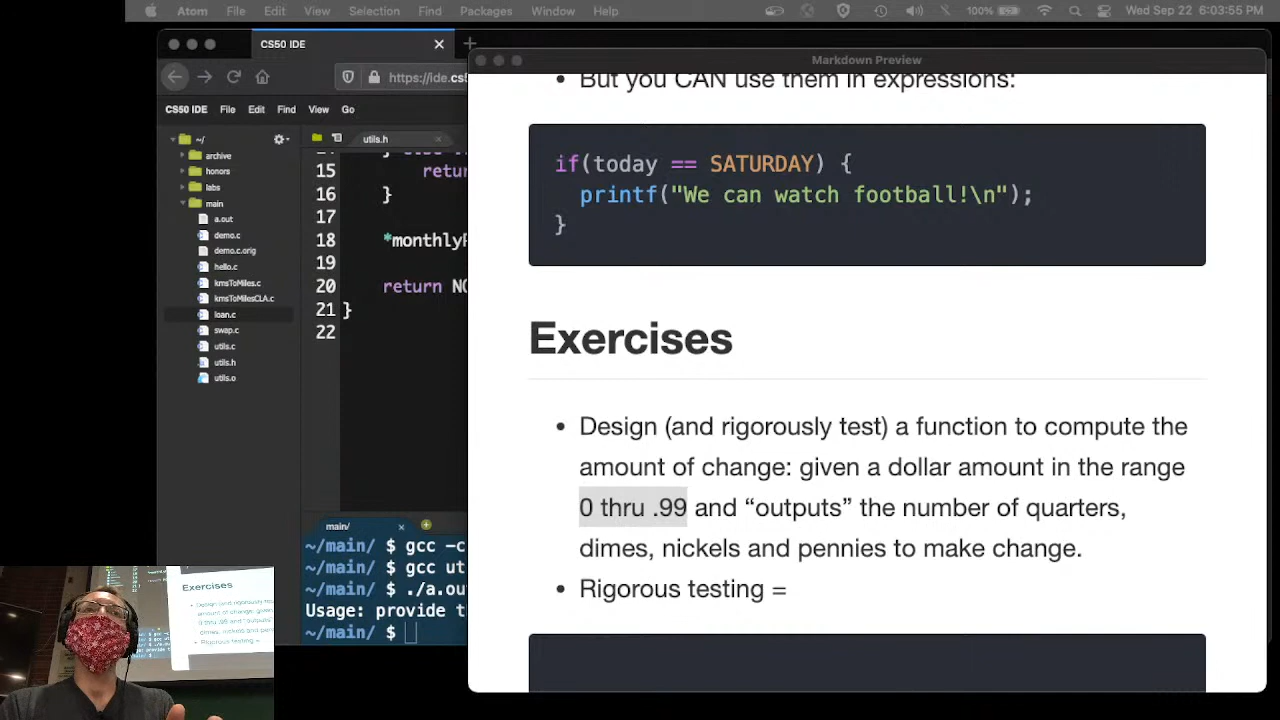 Atom File Edit View Selection Find Packages Window Help 100% Wed Sep 22 6:03:55 PM
CS50 IDE
Markdown Preview
https://ide.cs5
CS50 IDE File Edit Find View Go
~/
archive
honors
labs
main
a.out
demo.c
demo.c.orig
hello.c
kmsToMiles.c
kmsToMilesCLA.c
loan.c
swap.c
utils.c
utils.h
utils.o
utils.h
15 retur
16 }
17
18 *monthlyP
19
20 return NO
21 }
22
main/
~/main/ $ gcc -c
~/main/ $ gcc ut
~/main/ $ ./a.ou
Usage: provide t
~/main/ $
• But you CAN use them in expressions:
if(today == SATURDAY) {
printf("We can watch football!\n");
}
Exercises
• Design (and rigorously test) a function to compute the
amount of change: given a dollar amount in the range
0 thru .99 and “outputs” the number of quarters,
dimes, nickels and pennies to make change.
• Rigorous testing =
Exercises